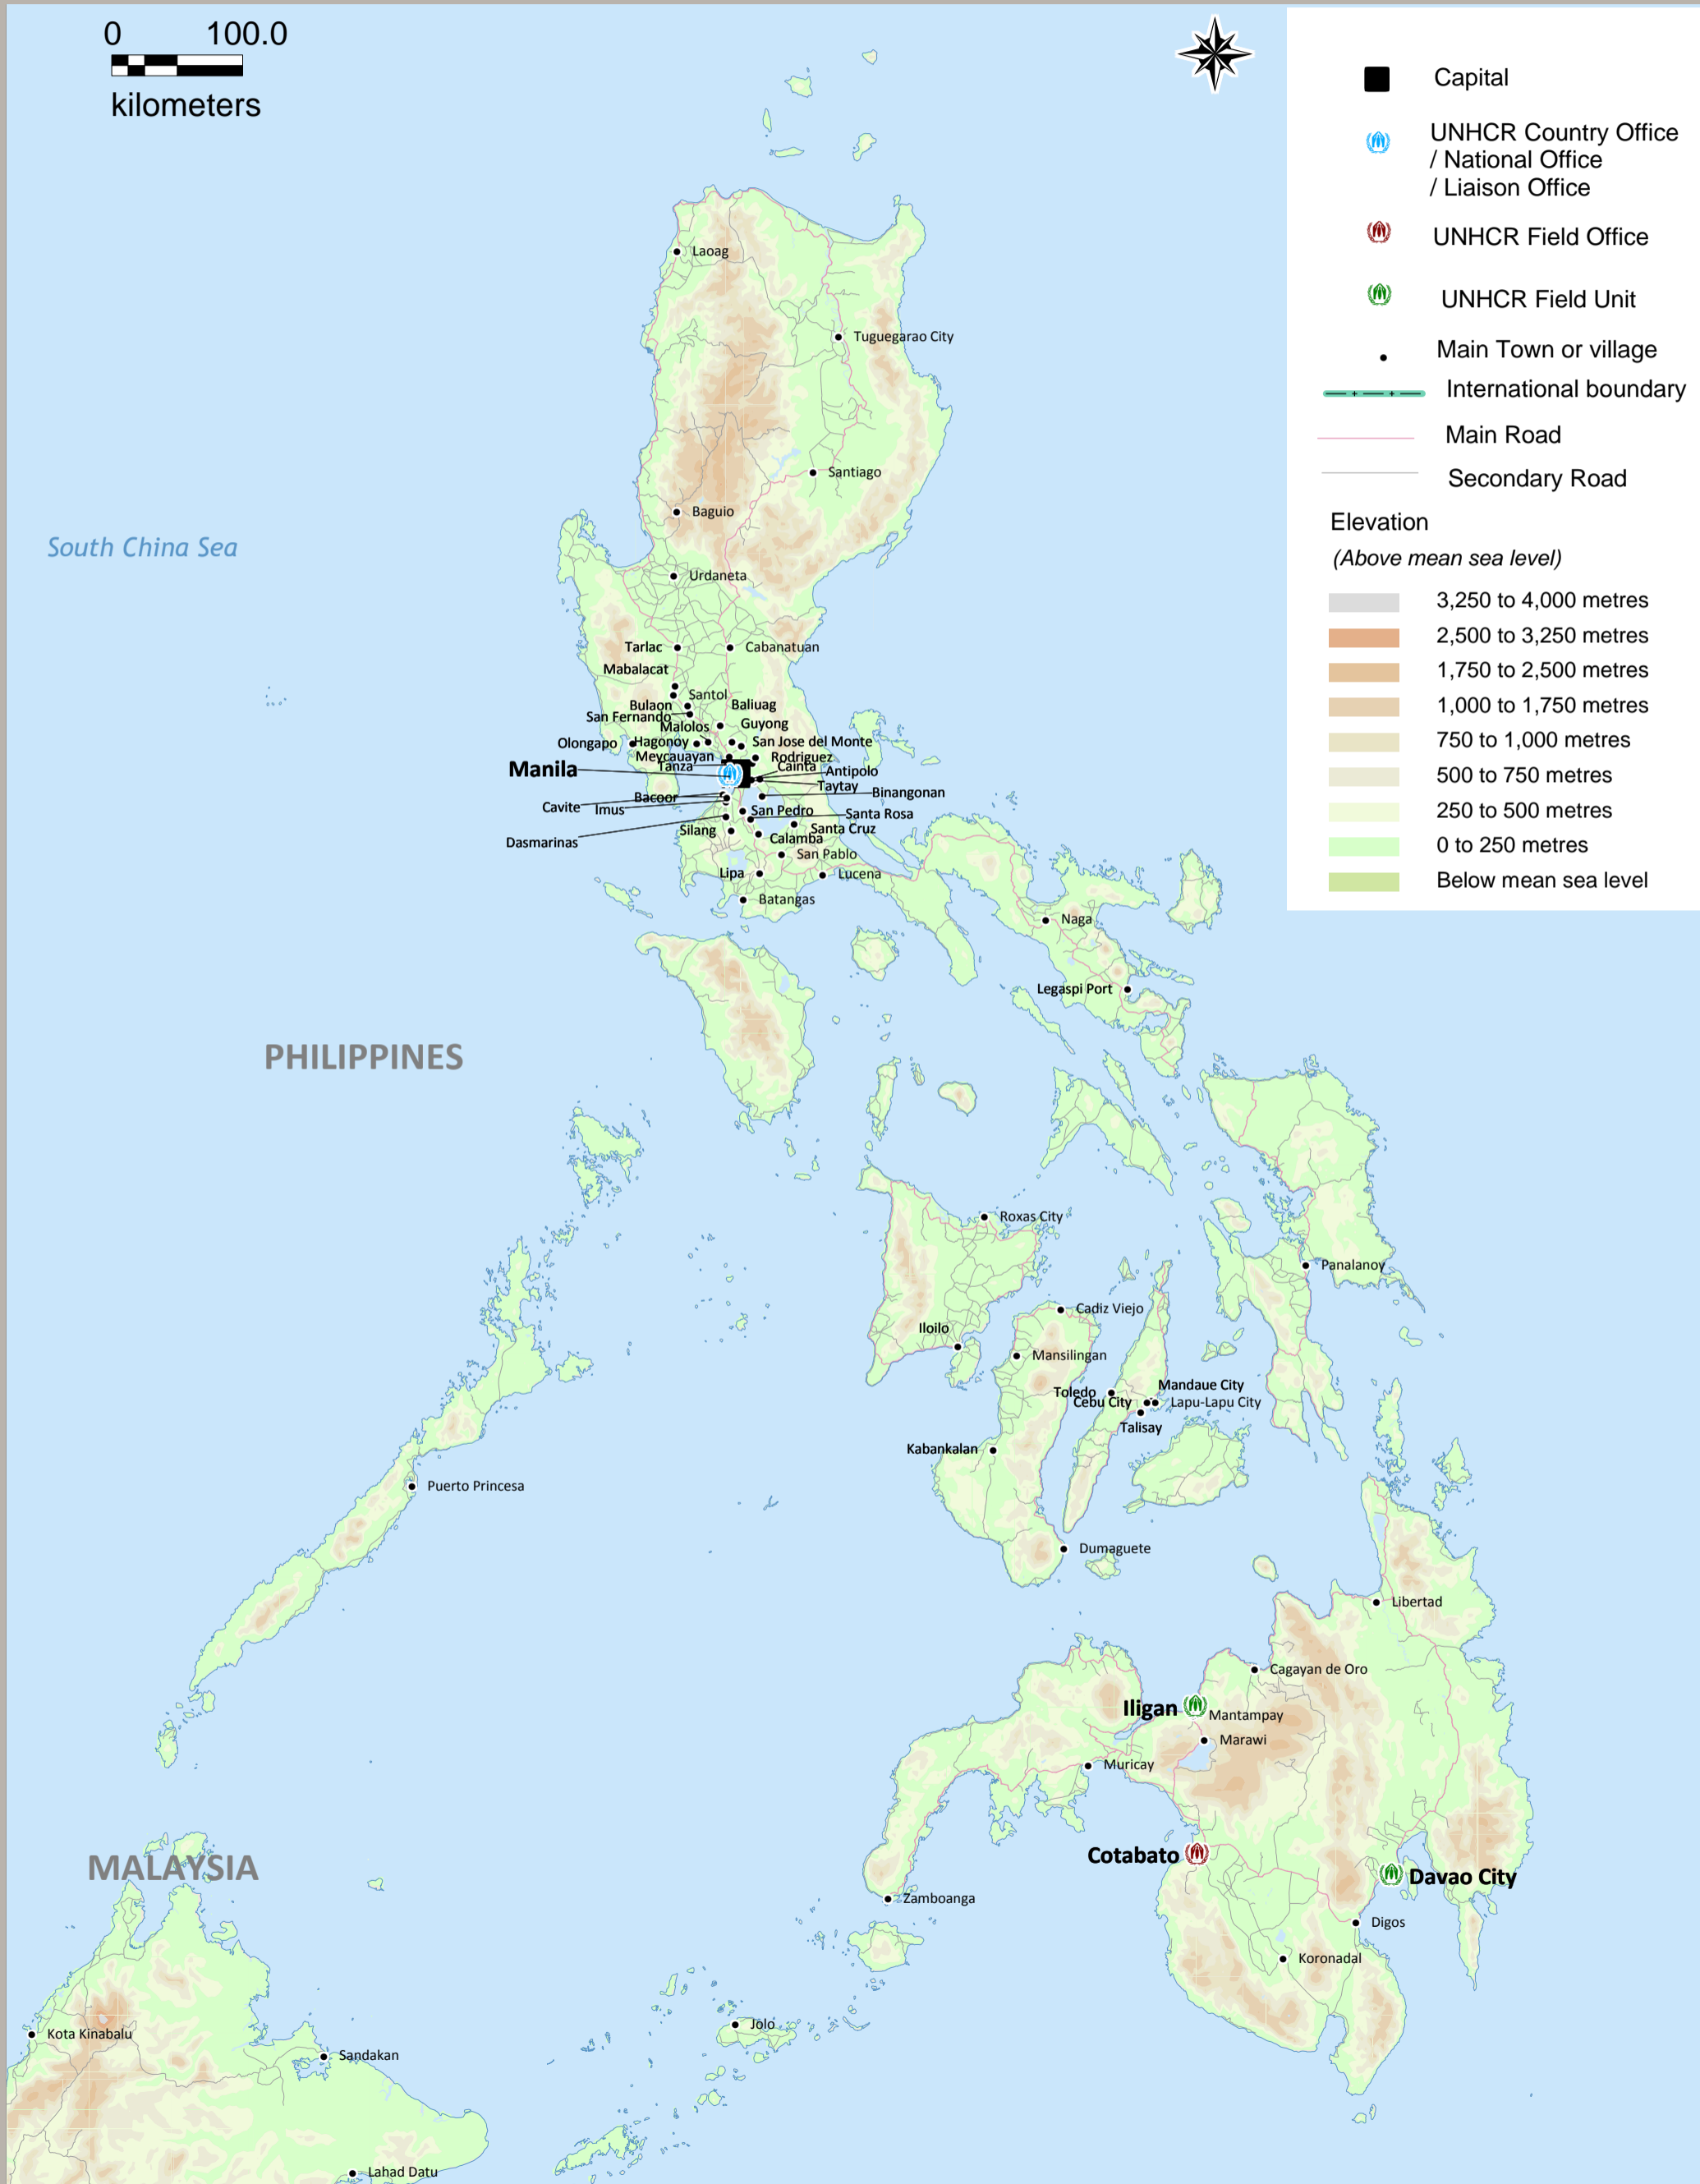 0 100.0
kilometers
Capital
UNHCR Country Office
/ National Office
/ Liaison Office
UNHCR Field Office
UNHCR Field Unit
Main Town or village
International boundary
Main Road
Secondary Road
Elevation
(Above mean sea level)
3,250 to 4,000 metres
2,500 to 3,250 metres
1,750 to 2,500 metres
1,000 to 1,750 metres
750 to 1,000 metres
500 to 750 metres
250 to 500 metres
0 to 250 metres
Below mean sea level
Laoag
Tuguegarao City
Santiago
Baguio
South China Sea
Urdaneta
Tarlac
Cabanatuan
Mabalacat
Santol
Bulaon
Baliuag
San Fernando
Malolos
Guyong
Olongapo
Hagonoy
San Jose del Monte
Meycauayan
Rodriguez
Tanza
Cainta
Manila
Antipolo
Taytay
Binangonan
Bacoor
Cavite
Imus
San Pedro
Santa Rosa
Silang
Santa Cruz
Dasmarinas
Calamba
San Pablo
Lipa
Lucena
Batangas
Naga
Legaspi Port
PHILIPPINES
Roxas City
Panalanoy
Cadiz Viejo
Iloilo
Mansilingan
Toledo
Mandaue City
Cebu City
Lapu-Lapu City
Talisay
Kabankalan
Puerto Princesa
Dumaguete
Libertad
Cagayan de Oro
Iligan
Mantampay
Marawi
Muricay
Cotabato
MALAYSIA
Davao City
Zamboanga
Digos
Koronadal
Jolo
Kota Kinabalu
Sandakan
Lahad Datu